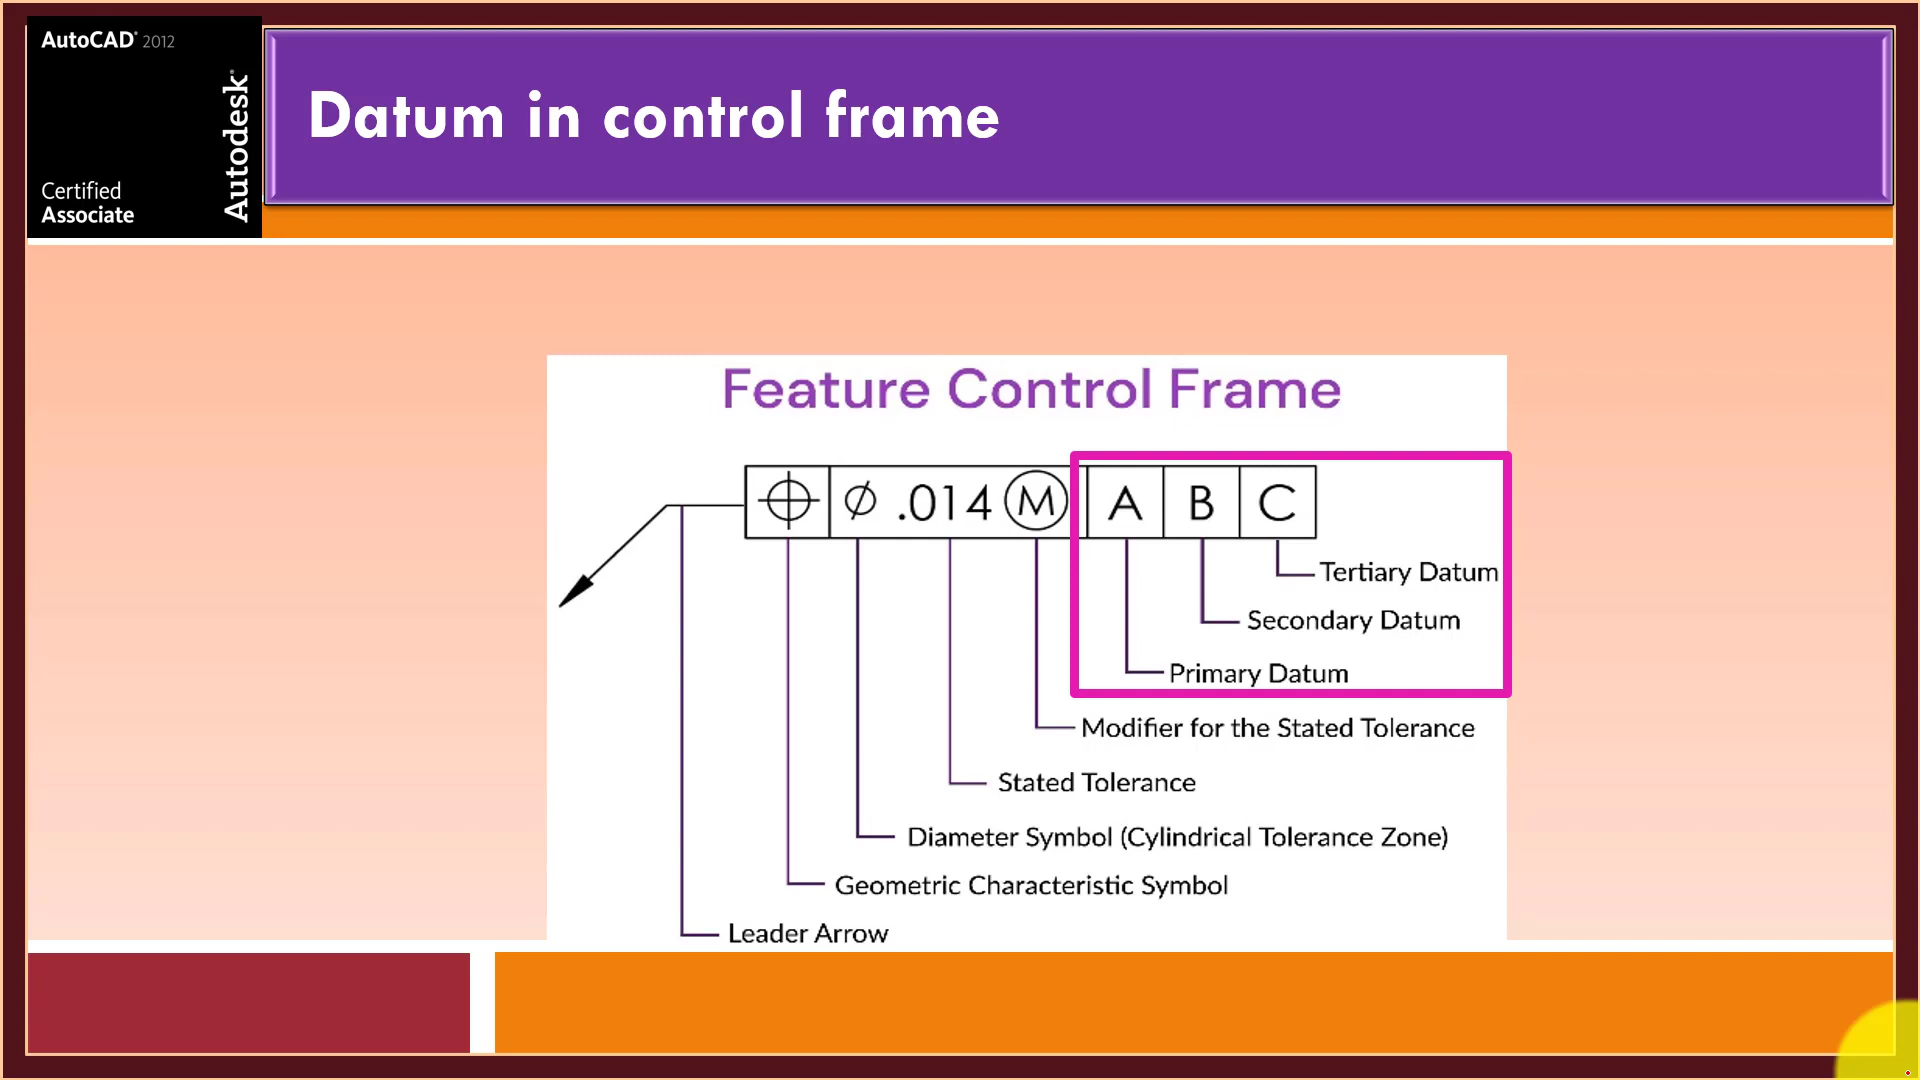 AutoCAD® 2012
Autodesk®
Certified
Associate
Datum in control frame
Feature Control Frame
⌖ ∅ .014 Ⓜ A B C
Tertiary Datum
Secondary Datum
Primary Datum
Modifier for the Stated Tolerance
Stated Tolerance
Diameter Symbol (Cylindrical Tolerance Zone)
Geometric Characteristic Symbol
Leader Arrow